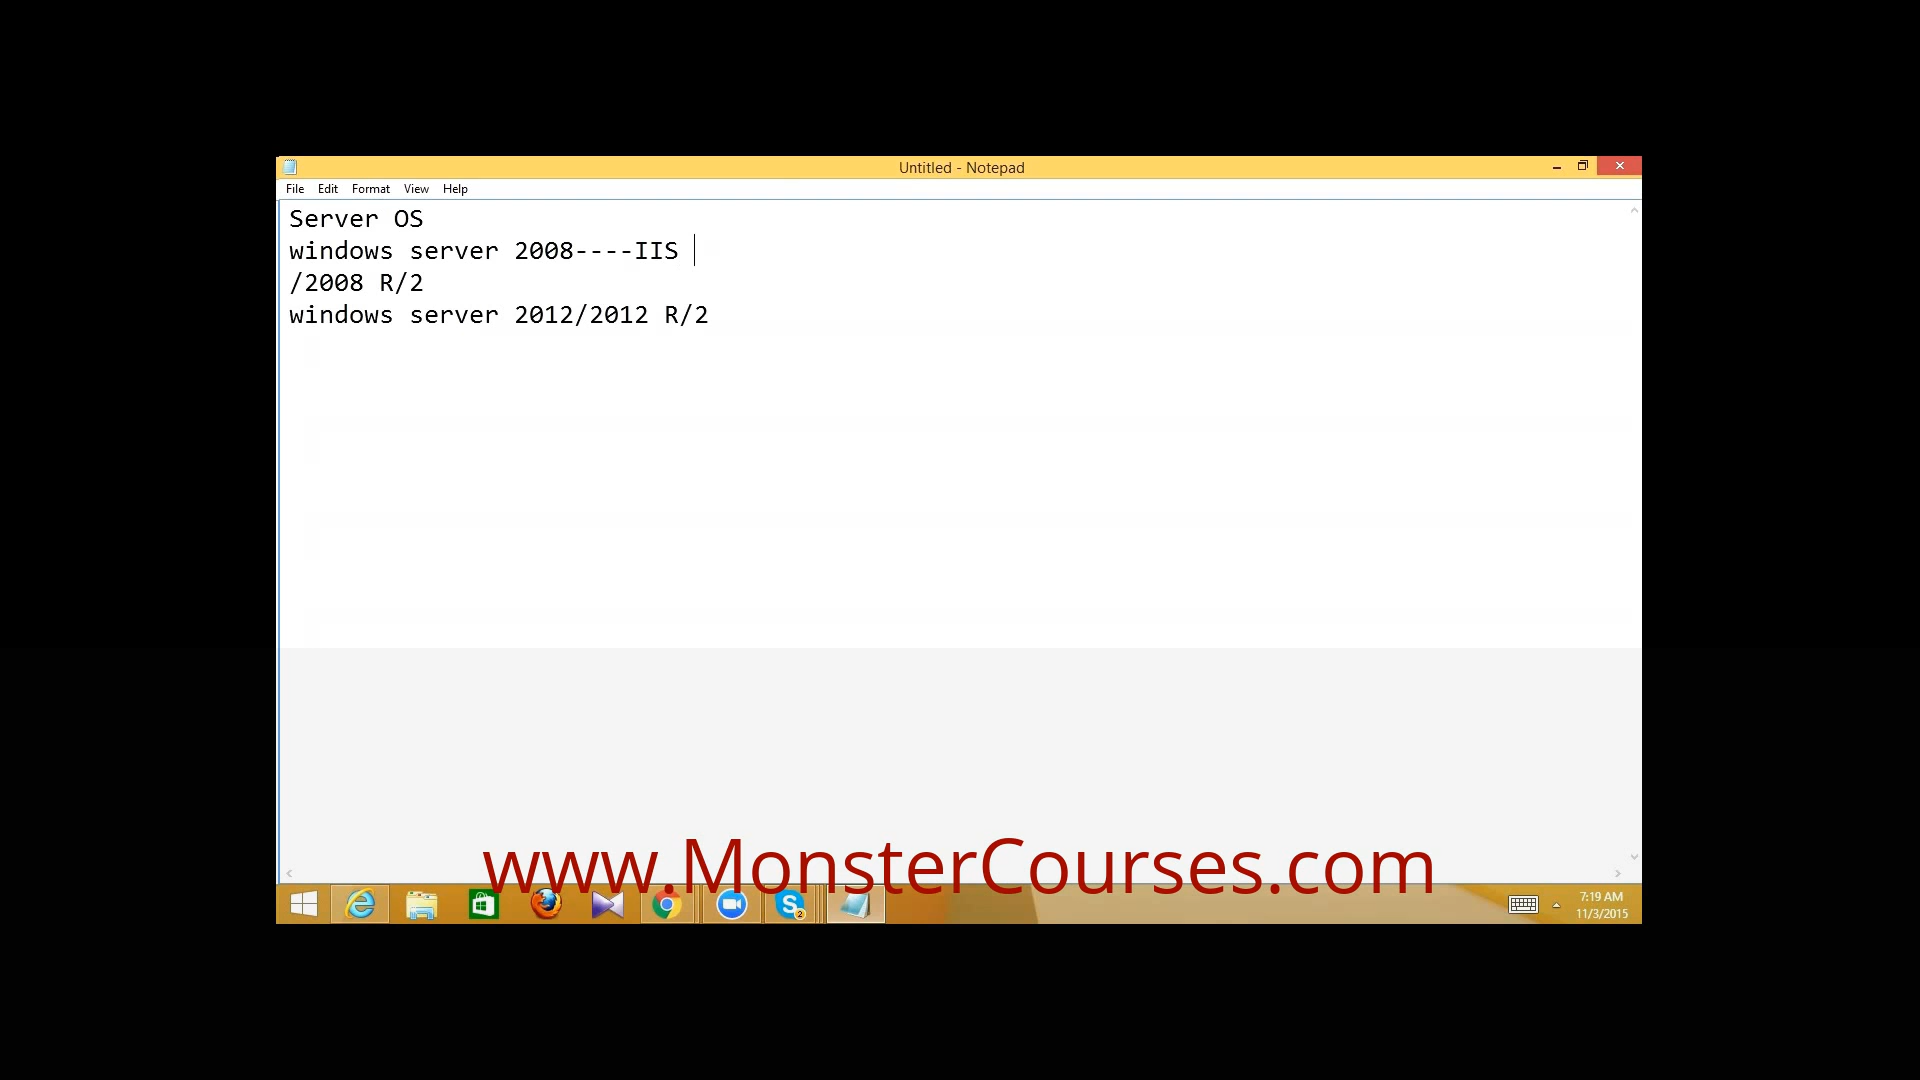 Untitled - Notepad
File Edit Format View Help
Server OS
windows server 2008----IIS
/2008 R/2
windows server 2012/2012 R/2
www.MonsterCourses.com
S 2
7:19 AM
11/3/2015